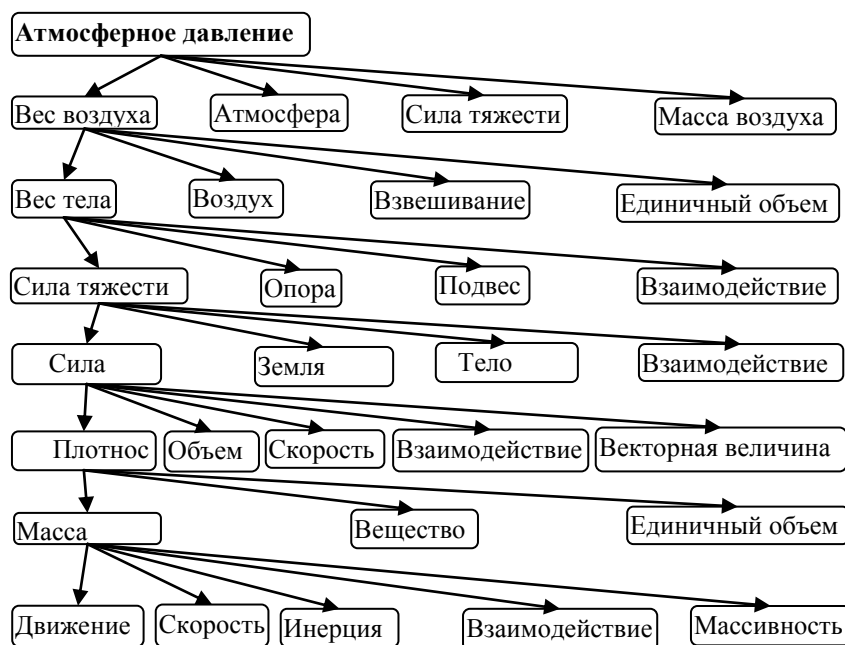 Атмосферное давление
Вес воздуха Атмосфера Сила тяжести Масса воздуха
Вес тела Воздух Взвешивание Единичный объем
Сила тяжести Опора Подвес Взаимодействие
Сила Земля Тело Взаимодействие
Плотнос Объем Скорость Взаимодействие Векторная величина
Масса Вещество Единичный объем
Движение Скорость Инерция Взаимодействие Массивность